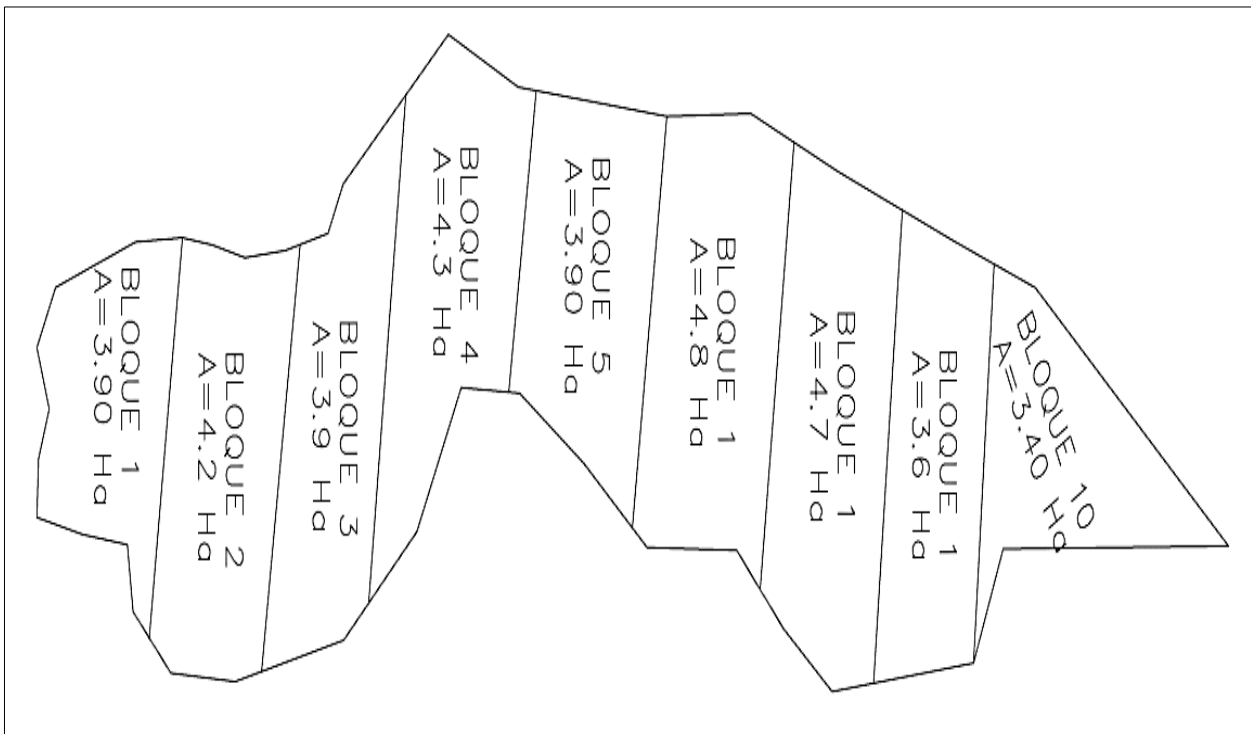 BLOQUE 1
A=3.90 Ha
BLOQUE 2
A=4.2 Ha
BLOQUE 3
A=3.9 Ha
BLOQUE 4
A=4.3 Ha
BLOQUE 5
A=3.90 Ha
BLOQUE 1
A=4.8 Ha
BLOQUE 1
A=4.7 Ha
BLOQUE 1
A=3.6 Ha
BLOQUE 10
A=3.40 Ha